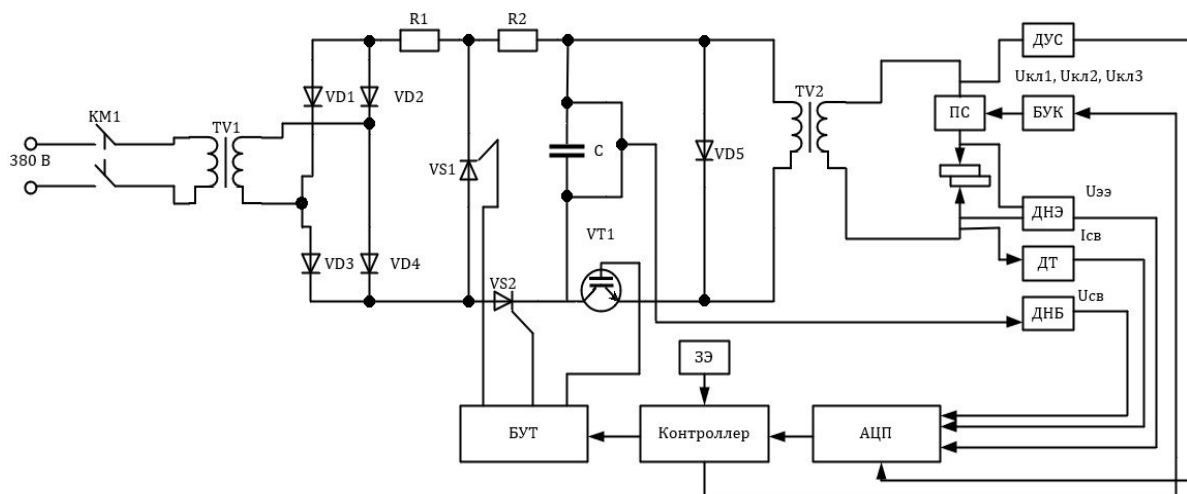 R1
R2
ДУС
Uкл1, Uкл2, Uкл3
VD1
VD2
TV2
ПС
БУК
КМ1
TV1
380 В
VS1
C
VD5
Uээ
ДНЭ
VT1
Iсв
VD3
VD4
VS2
ДТ
Uсв
ДНБ
ЗЭ
БУТ
Контроллер
АЦП